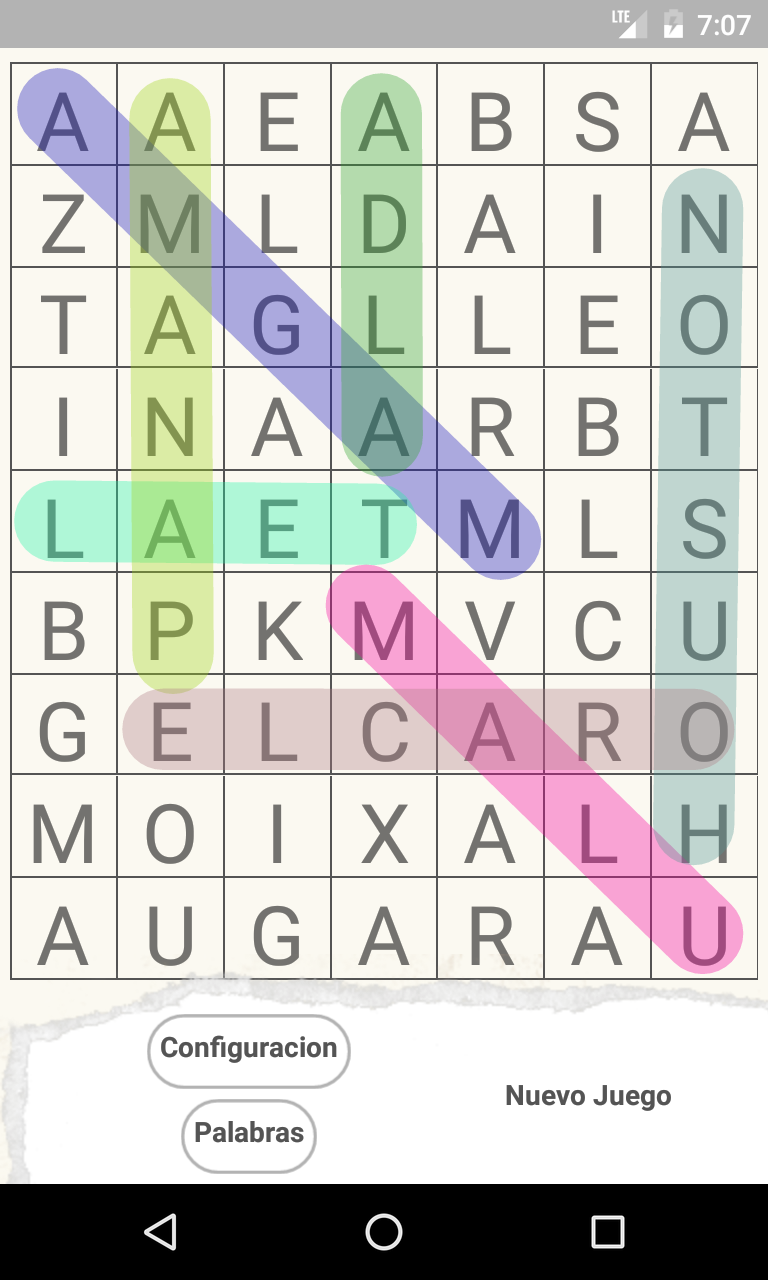 LTE 7:07
A A E A B S A
Z M L D A I N
T A G L L E O
I N A A R B T
L A E T M L S
B P K M V C U
G E L C A R O
M O I X A L H
A U G A R A U
Configuracion
Nuevo Juego
Palabras